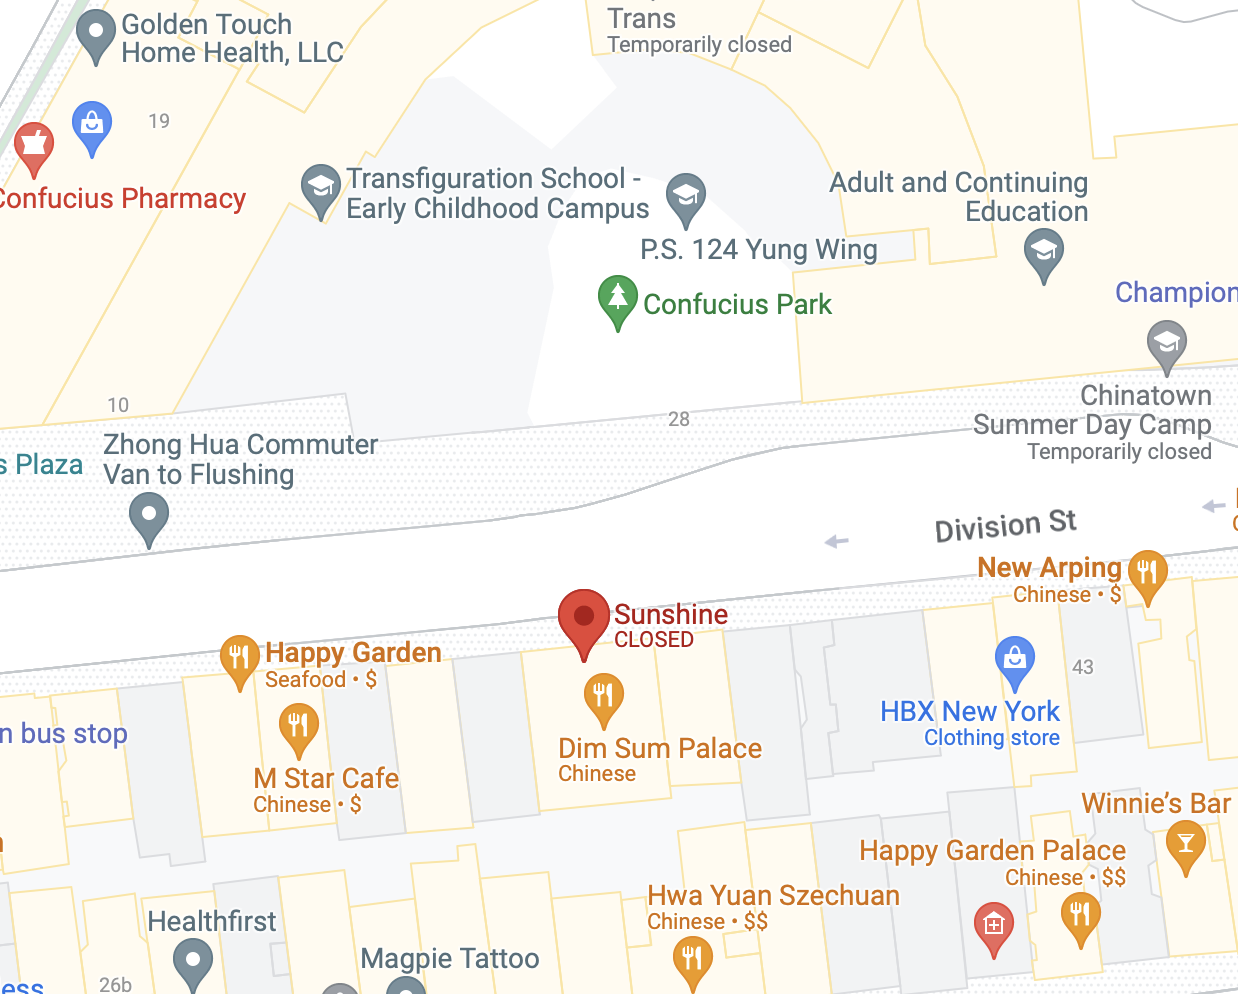 Trans
Temporarily closed
Golden Touch
Home Health, LLC
19
Confucius Pharmacy
Transfiguration School -
Early Childhood Campus
P.S. 124 Yung Wing
Adult and Continuing
Education
Confucius Park
Champion
Chinatown
Summer Day Camp
Temporarily closed
10
28
Zhong Hua Commuter
Van to Flushing
s Plaza
Division St
New Arping
Chinese • $
Sunshine
CLOSED
Happy Garden
Seafood • $
43
HBX New York
Clothing store
n bus stop
Dim Sum Palace
Chinese
M Star Cafe
Chinese • $
Winnie's Bar
Happy Garden Palace
Chinese • $$
Hwa Yuan Szechuan
Chinese • $$
Healthfirst
Magpie Tattoo
26b
ess